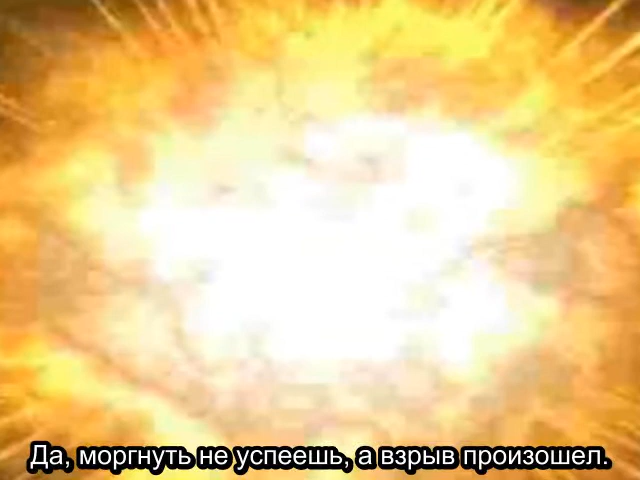 Да, моргнуть не успеешь, а взрыв произошел.